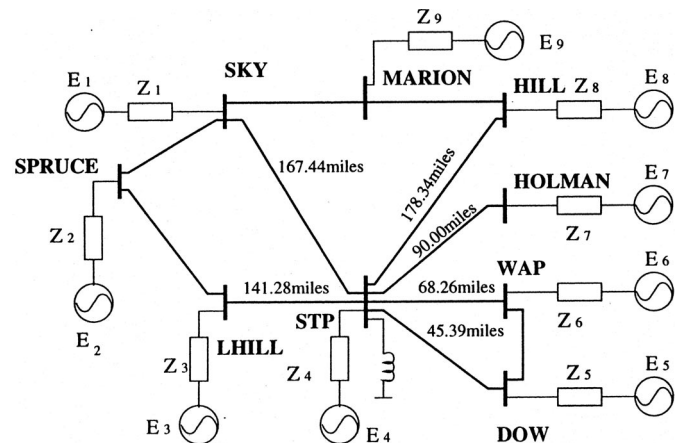 Z 9
E 9
SKY
MARION
E 1
Z 1
HILL Z 8
E 8
SPRUCE
167.44miles
178.34miles
HOLMAN
E 7
90.00miles
Z 7
Z 2
WAP
E 6
141.28miles
68.26miles
STP
Z 6
E 2
LHILL
45.39miles
Z 3
Z 4
Z 5
E 5
E 3
E 4
DOW